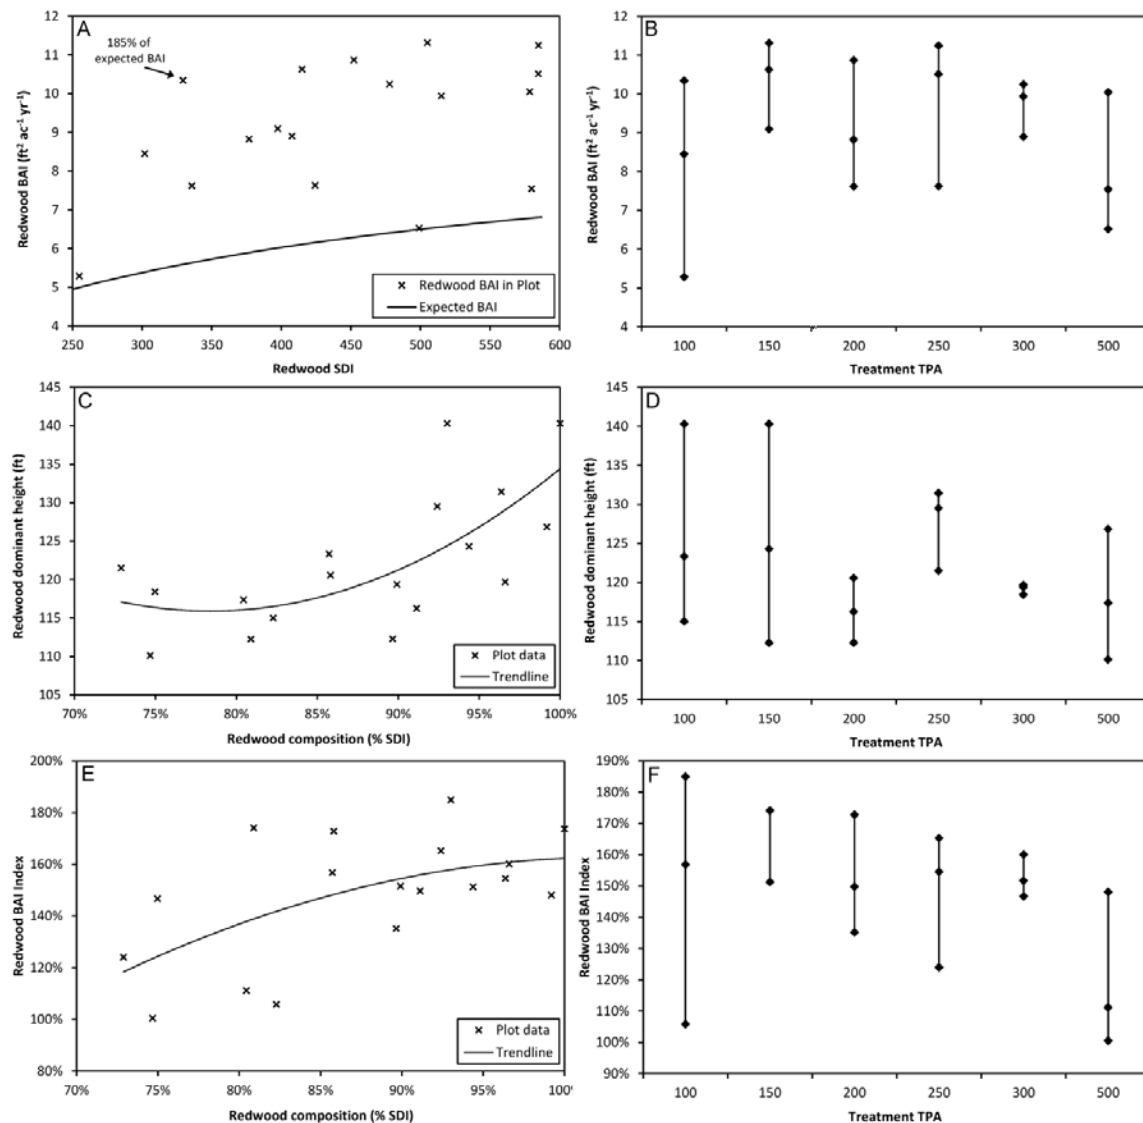 A
12
11
10
9
8
7
6
5
4
Redwood BAI (ft² ac⁻¹ yr⁻¹)
185% of
expected BAI
× Redwood BAI in Plot
Expected BAI
250 300 350 400 450 500 550 600
Redwood SDI
B
12
11
10
9
8
7
6
5
4
Redwood BAI (ft² ac⁻¹ yr⁻¹)
100 150 200 250 300 500
Treatment TPA
C
145
140
135
130
125
120
115
110
105
Redwood dominant height (ft)
× Plot data
Trendline
70% 75% 80% 85% 90% 95% 100%
Redwood composition (% SDI)
D
145
140
135
130
125
120
115
110
105
Redwood dominant height (ft)
100 150 200 250 300 500
Treatment TPA
E
200%
180%
160%
140%
120%
100%
80%
Redwood BAI Index
× Plot data
Trendline
70% 75% 80% 85% 90% 95% 100%
Redwood composition (% SDI)
F
190%
180%
170%
160%
150%
140%
130%
120%
110%
100%
90%
Redwood BAI Index
100 150 200 250 300 500
Treatment TPA